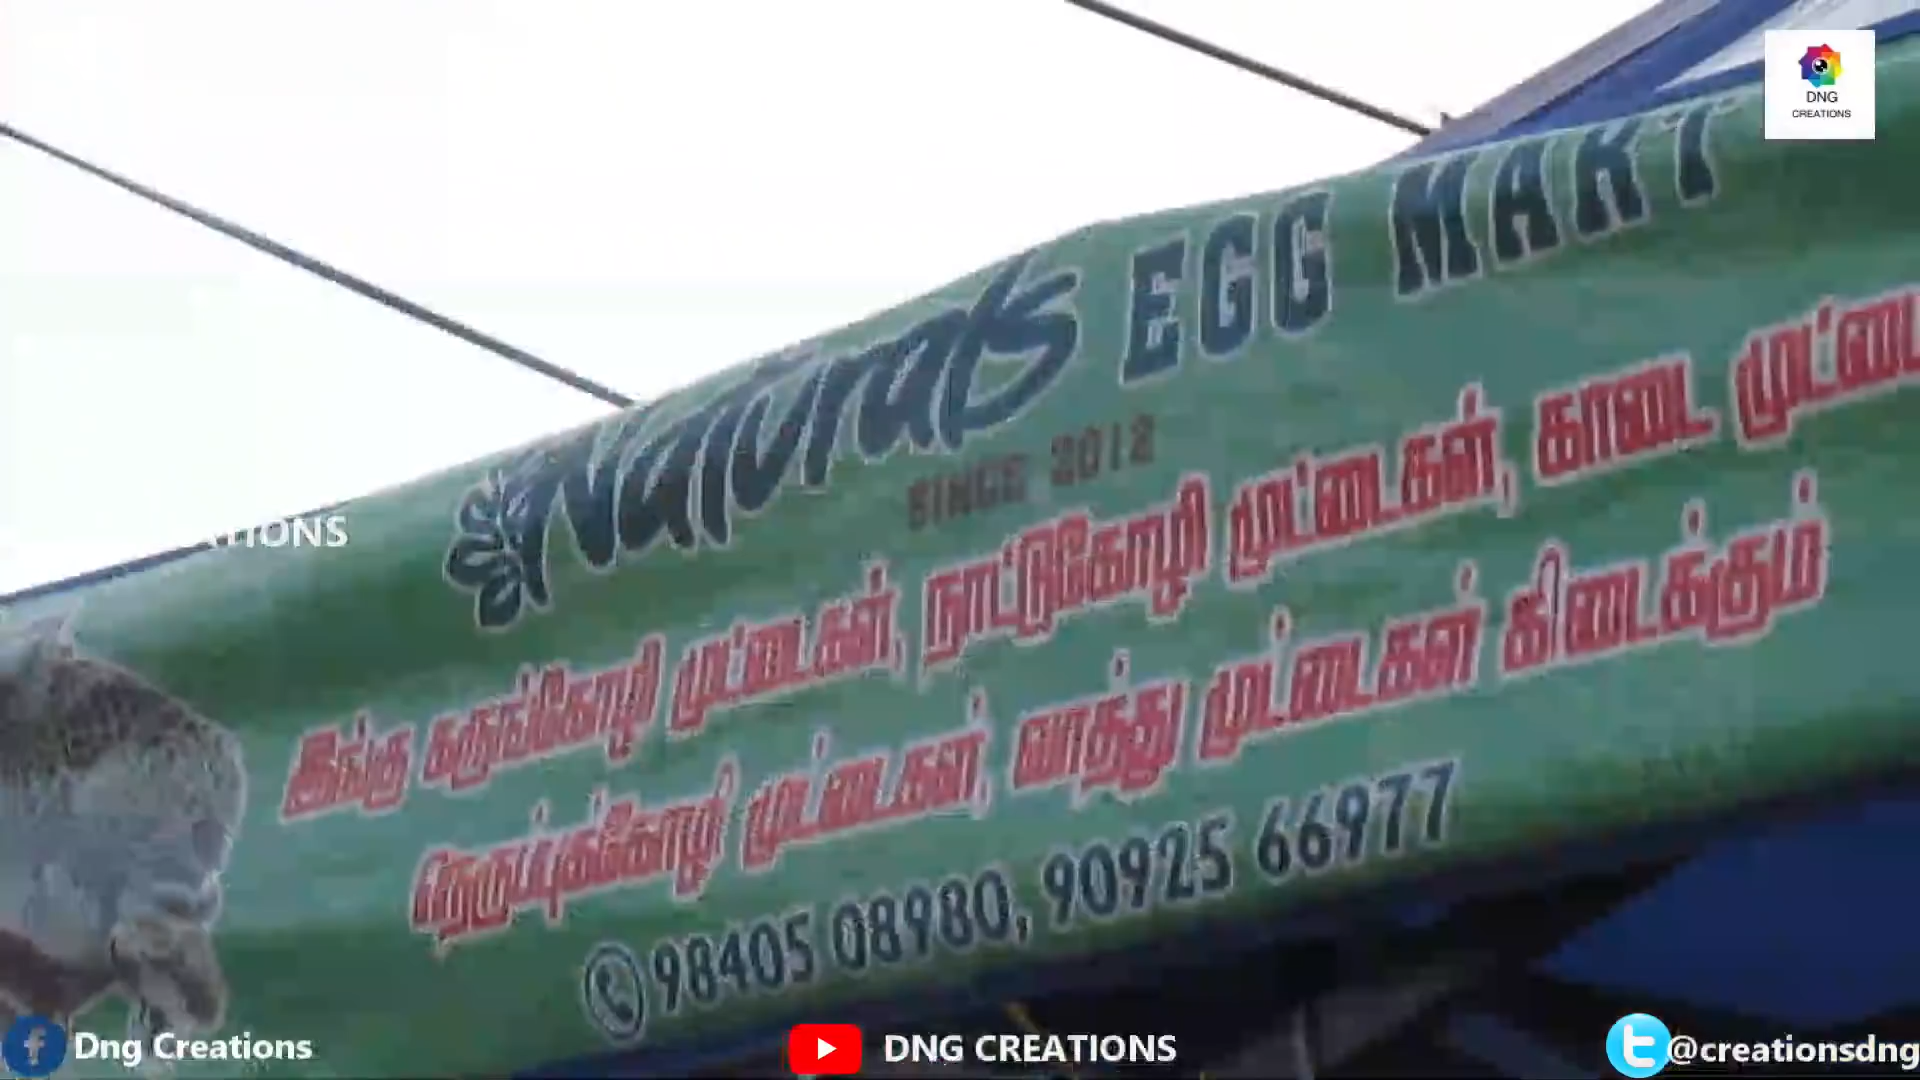 DNG
CREATIONS
Naturals EGG MART
SINCE 2012
இங்கு கருங்கோழி முட்டைகள், நாட்டுகோழி முட்டைகள், காடை முட்டை
நெருப்புக்கோழி முட்டைகள், வாத்து முட்டைகள் கிடைக்கும்
98405 08980, 90925 66977
ATIONS
Dng Creations
DNG CREATIONS
@creationsdng